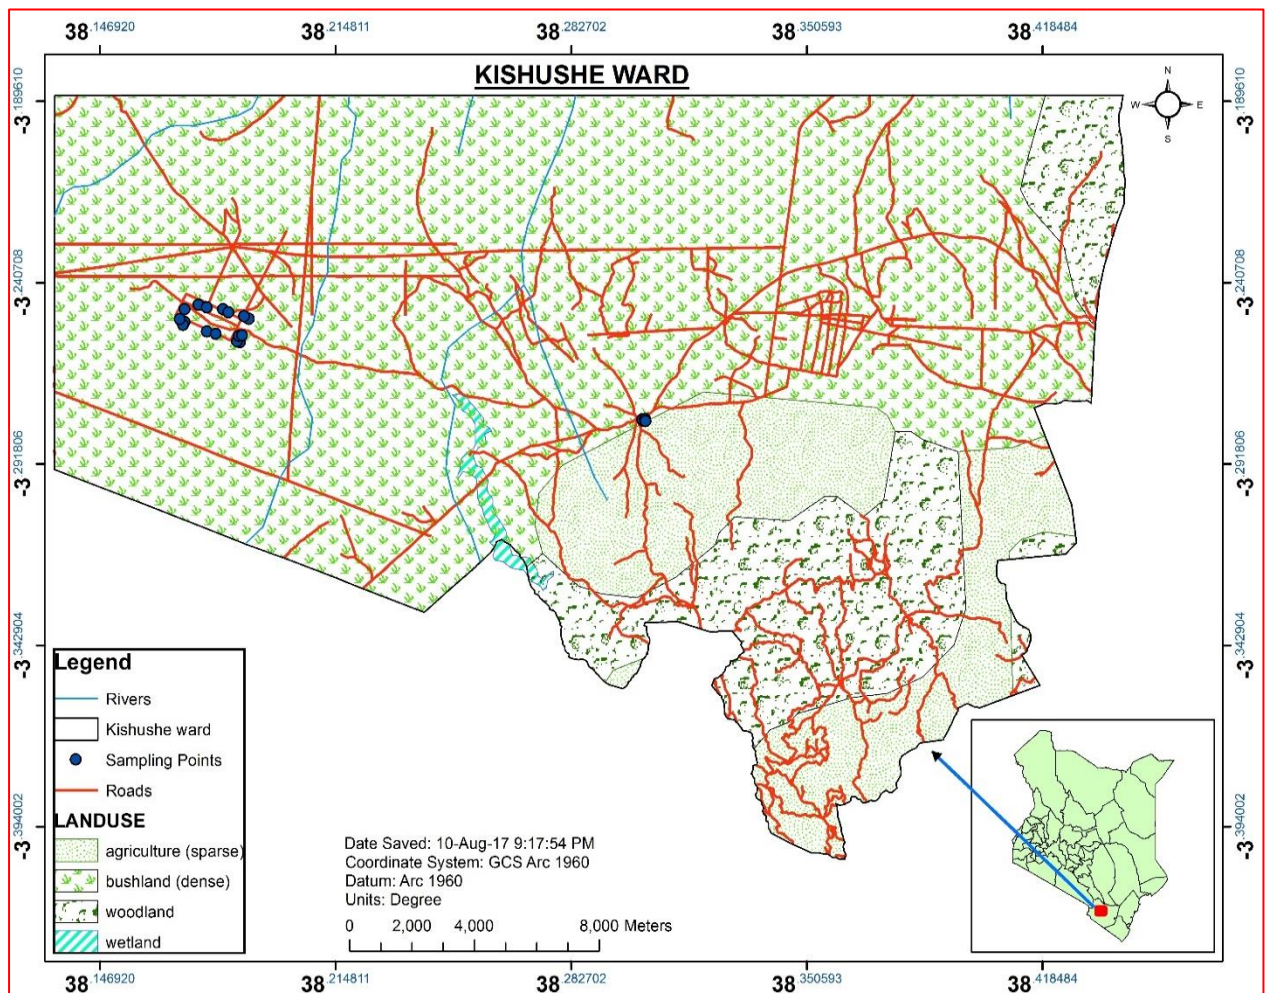 38.146920 38.214811 38.282702 38.350593 38.418484
KISHUSHE WARD
N
W E
S
-3.189610 -3.189610
-3.240708 -3.240708
-3.291806 -3.291806
-3.342904 -3.342904
-3.394002 -3.394002
Legend
Rivers
Kishushe ward
Sampling Points
Roads
LANDUSE
agriculture (sparse)
bushland (dense)
woodland
wetland
Date Saved: 10-Aug-17 9:17:54 PM
Coordinate System: GCS Arc 1960
Datum: Arc 1960
Units: Degree
0 2,000 4,000 8,000 Meters
38.146920 38.214811 38.282702 38.350593 38.418484